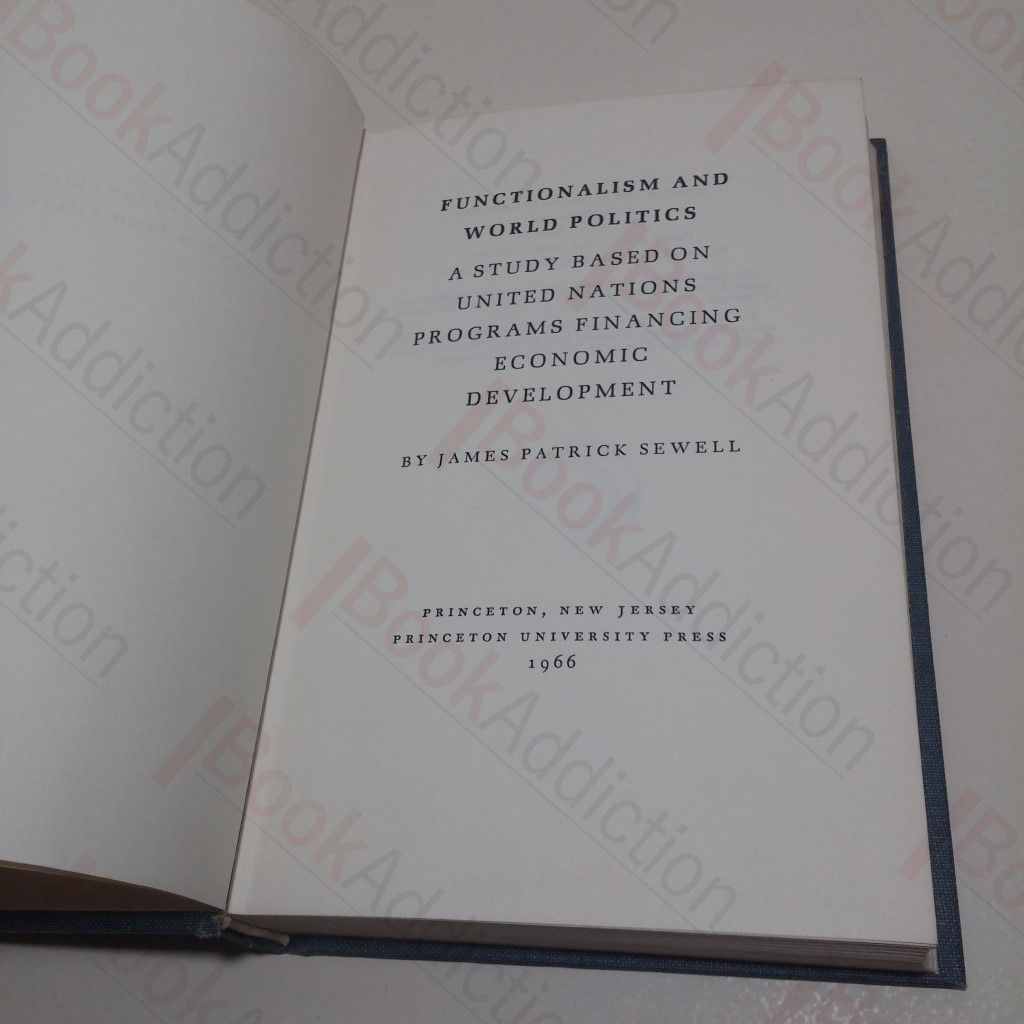 FUNCTIONALISM AND
WORLD POLITICS
A STUDY BASED ON
UNITED NATIONS
PROGRAMS FINANCING
ECONOMIC
DEVELOPMENT
BY JAMES PATRICK SEWELL
PRINCETON, NEW JERSEY
PRINCETON UNIVERSITY PRESS
1966
BookAddiction